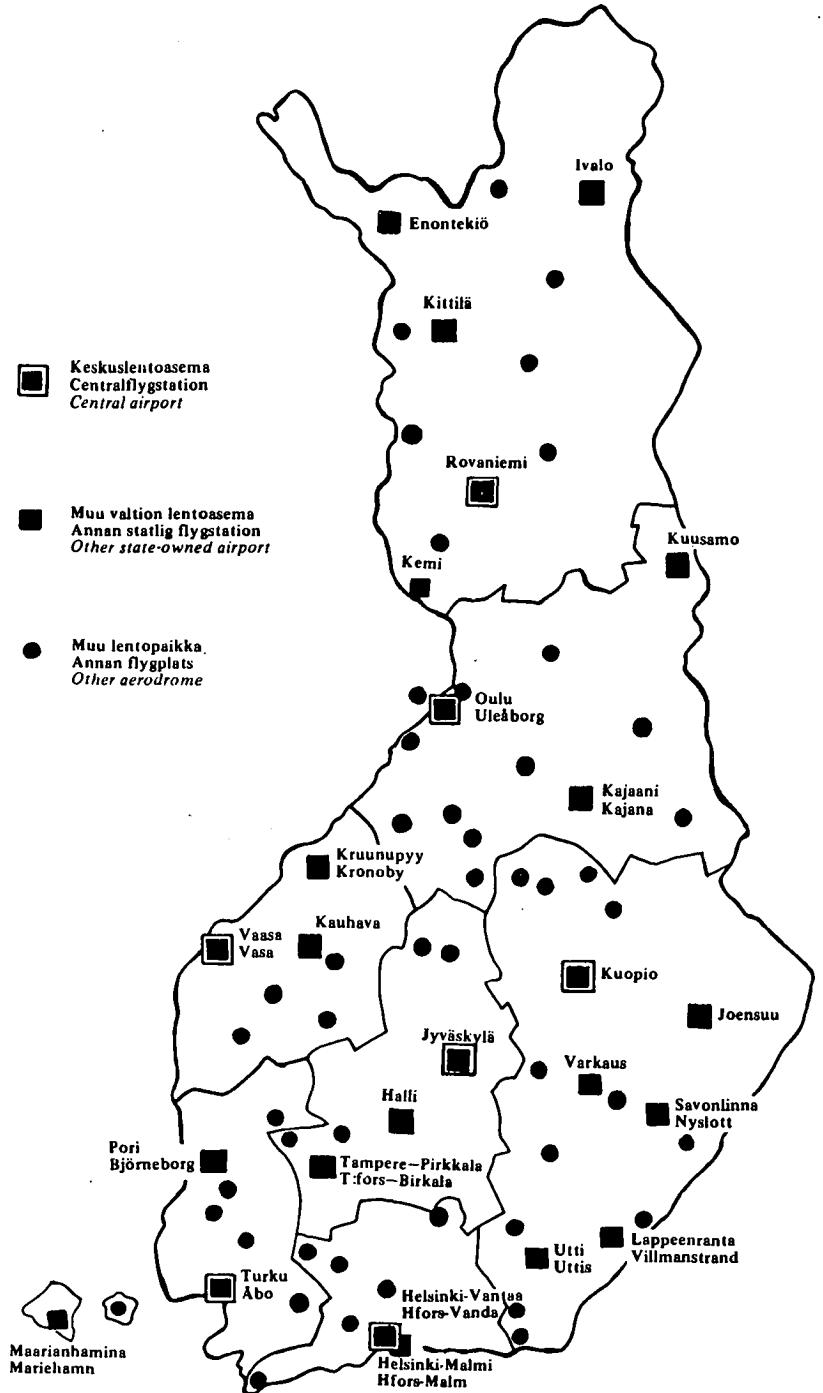 Ivalo
Enontekiö
Kittilä
Keskuslentoasema
Centralflygstation
Central airport
Rovaniemi
Muu valtion lentoasema
Annan statlig flygstation
Other state-owned airport
Kuusamo
Kemi
Muu lentopaikka
Annan flygplats
Other aerodrome
Oulu
Uleåborg
Kajaani
Kajana
Kruunupyy
Kronoby
Vaasa
Vasa
Kauhava
Kuopio
Joensuu
Jyväskylä
Varkaus
Halli
Savonlinna
Nyslott
Pori
Björneborg
Tampere–Pirkkala
T:fors–Birkala
Utti
Uttis
Lappeenranta
Villmanstrand
Turku
Åbo
Helsinki-Vantaa
Hfors-Vanda
Maarianhamina
Mariehamn
Helsinki-Malmi
Hfors-Malm